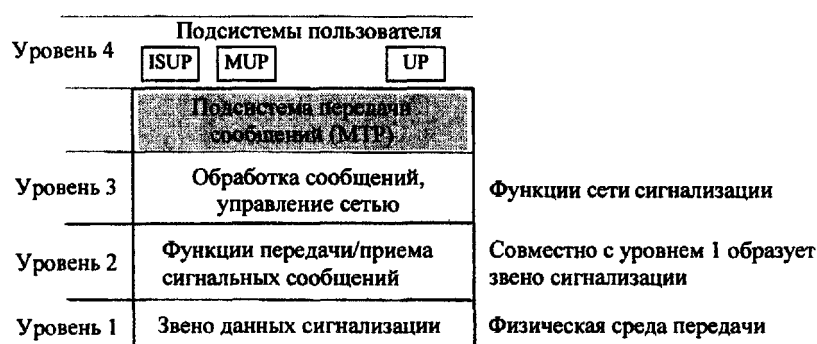 Подсистемы пользователя
Уровень 4
ISUP MUP UP
Подсистема передачи
сообщений (МТР)
Уровень 3
Обработка сообщений,
управление сетью
Функции сети сигнализации
Уровень 2
Функции передачи/приема
сигнальных сообщений
Совместно с уровнем 1 образует
звено сигнализации
Уровень 1
Звено данных сигнализации
Физическая среда передачи